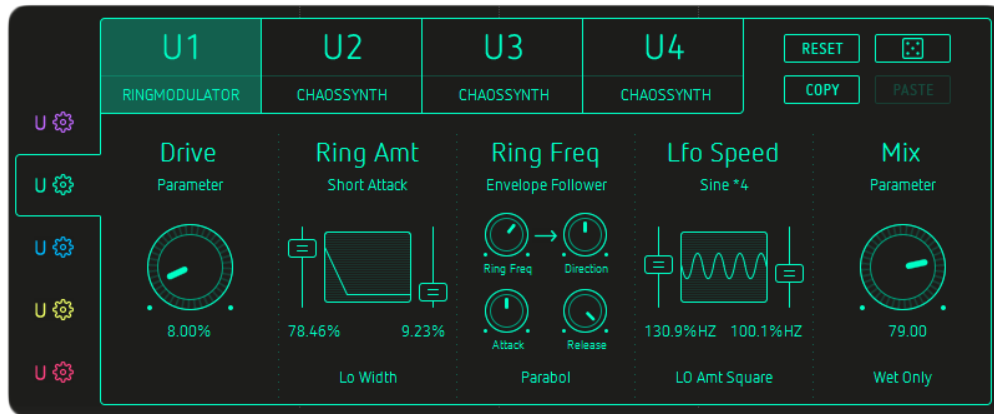 U1 U2 U3 U4
RESET
RINGMODULATOR CHAOSSYNTH CHAOSSYNTH CHAOSSYNTH
COPY PASTE
U
U
U
U
U
Drive Ring Amt Ring Freq Lfo Speed Mix
Parameter Short Attack Envelope Follower Sine *4 Parameter
Ring Freq Direction
Attack Release
8.00% 78.46% 9.23% 130.9%HZ 100.1%HZ 79.00
Lo Width Parabol LO Amt Square Wet Only